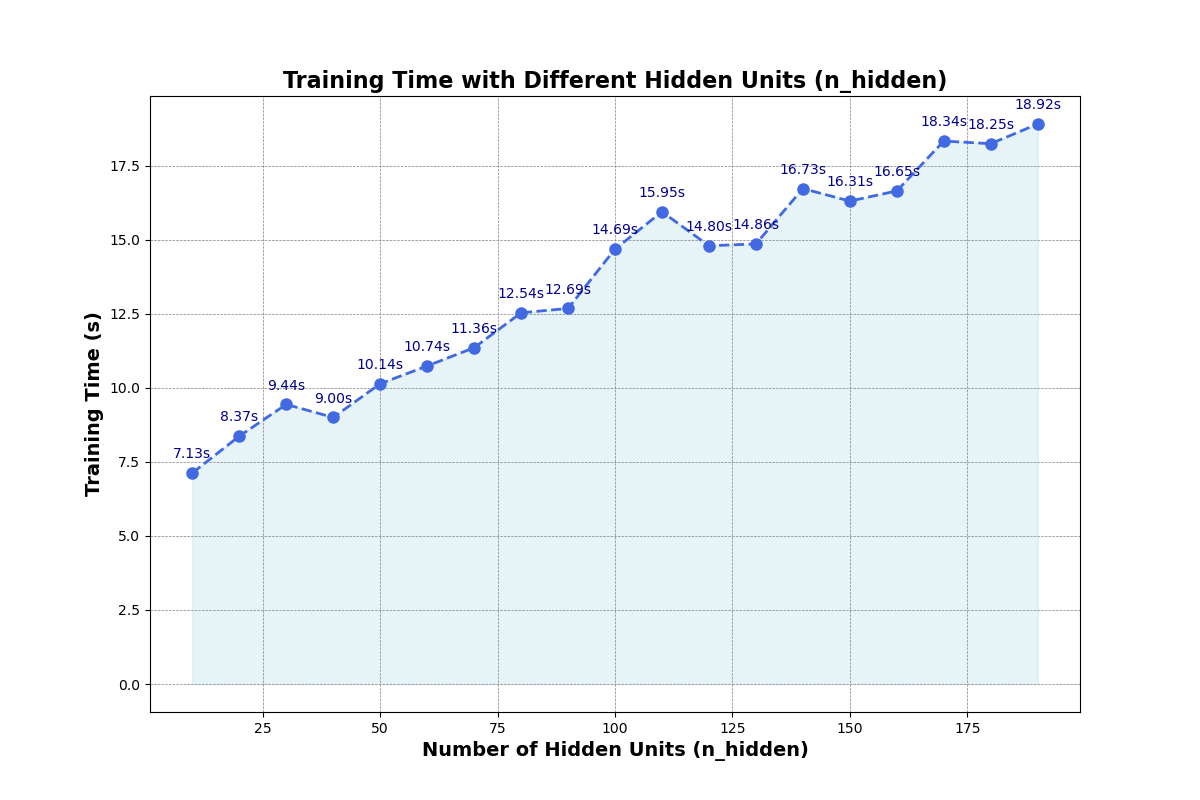 Training Time with Different Hidden Units (n_hidden)
18.92s
18.34s
18.25s
17.5
16.73s
16.31s
16.65s
15.95s
15.0
14.69s
14.80s
14.86s
12.5
12.54s
12.69s
11.36s
10.74s
10.14s
10.0
9.44s
9.00s
8.37s
7.5
7.13s
5.0
2.5
0.0
Training Time (s)
25 50 75 100 125 150 175
Number of Hidden Units (n_hidden)